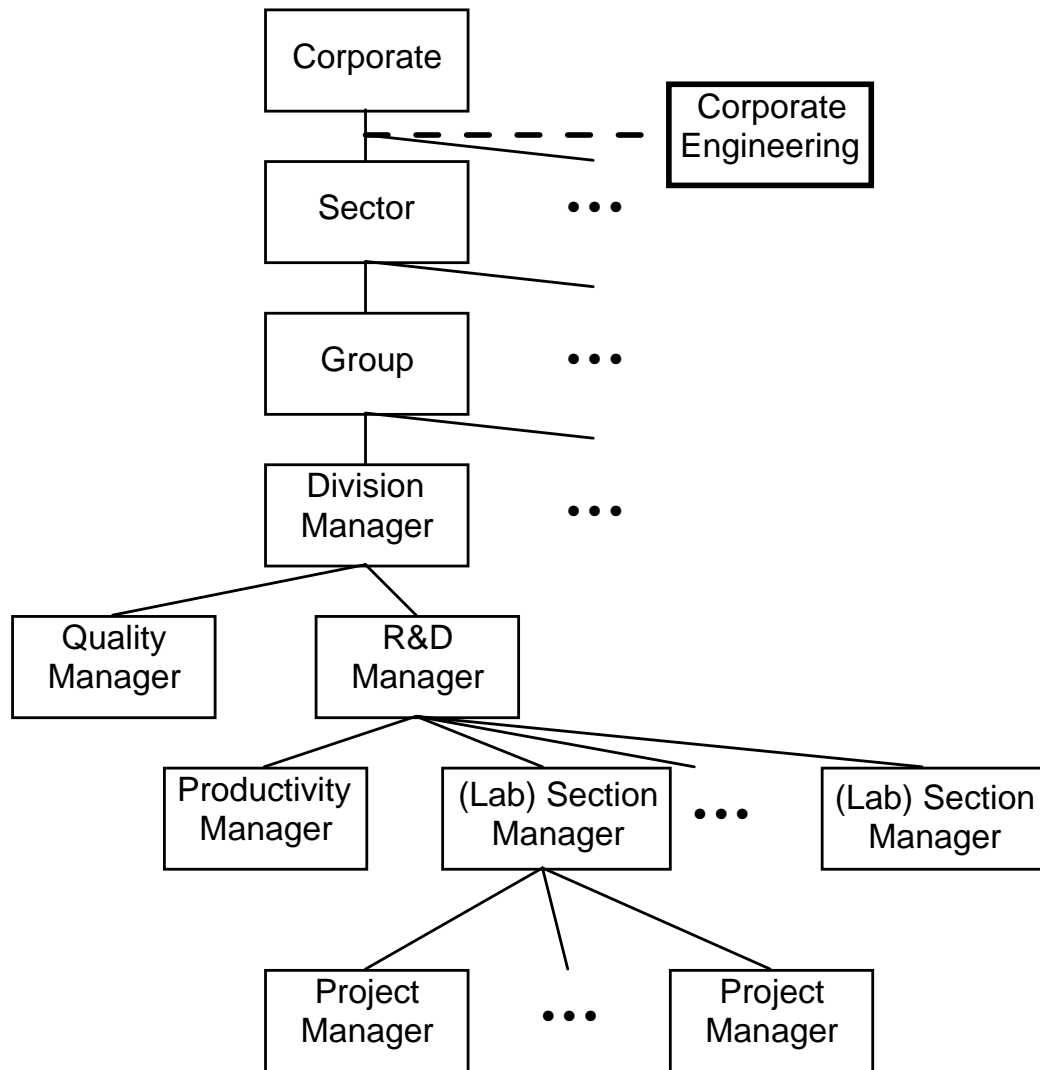 Corporate
Corporate
Engineering
Sector
...
Group
...
Division
Manager
...
Quality
Manager
R&D
Manager
Productivity
Manager
(Lab) Section
Manager
...
(Lab) Section
Manager
Project
Manager
...
Project
Manager